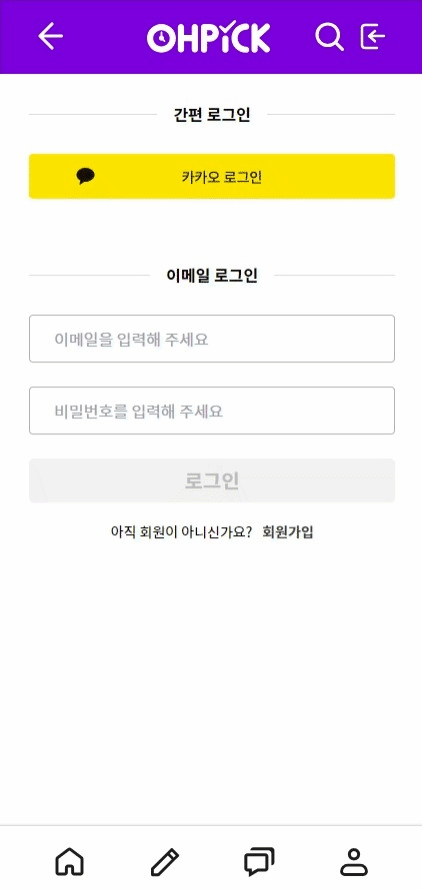 OHPiCK
간편 로그인
카카오 로그인
이메일 로그인
이메일을 입력해 주세요
비밀번호를 입력해 주세요
로그인
아직 회원이 아니신가요? 회원가입